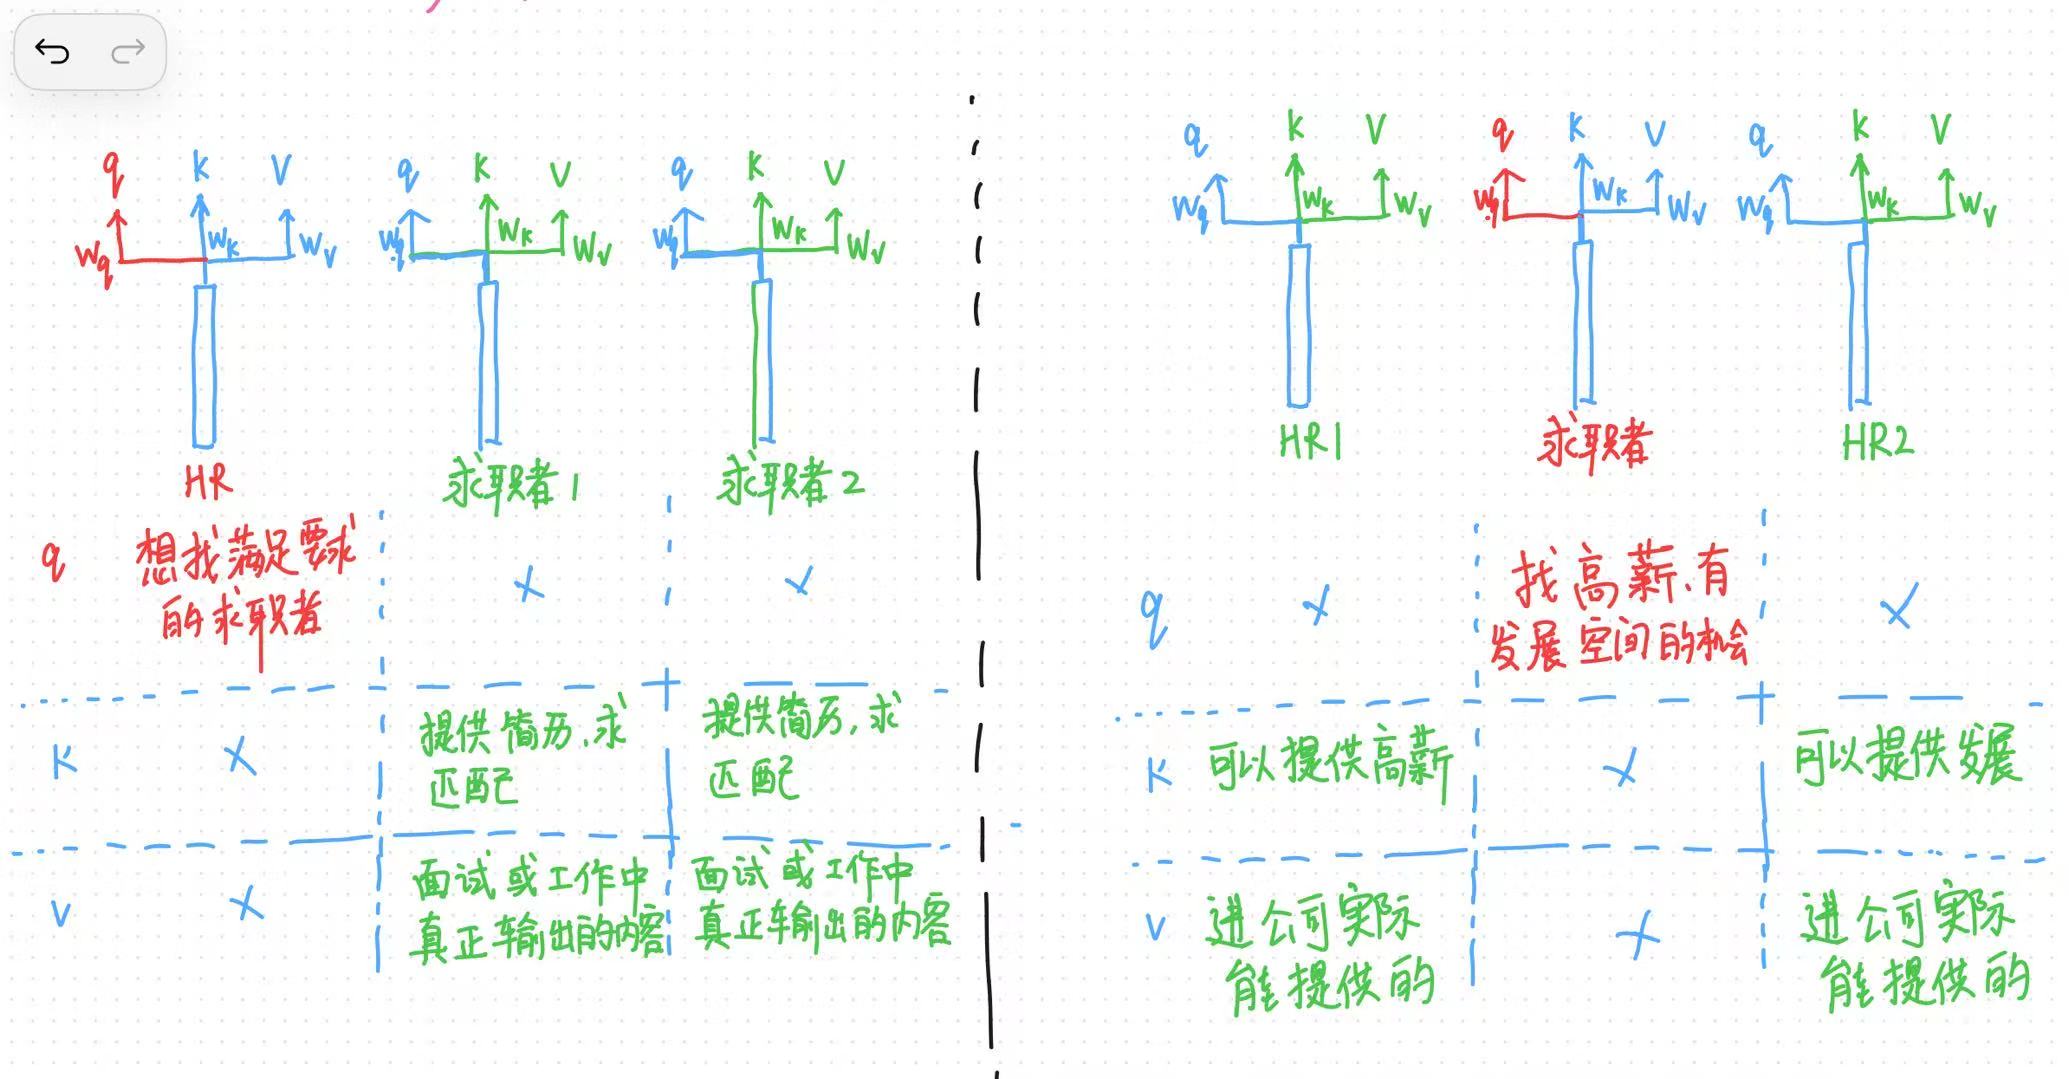 q K V q K V q K V
Wq Wk Wv Wq Wk Wv Wq Wk Wv
HR 求职者1 求职者2
q 想找满足要求
的求职者
× ×
K × 提供简历,求
匹配
提供简历,求
匹配
V × 面试或工作中
真正输出的内容
面试或工作中
真正输出的内容
q K V q K V q K V
Wq Wk Wv Wq Wk Wv Wq Wk Wv
HR1 求职者 HR2
q × 找高薪、有
发展空间的机会
×
K 可以提供高薪 × 可以提供发展
V 进公司实际
能提供的
×
进公司实际
能提供的